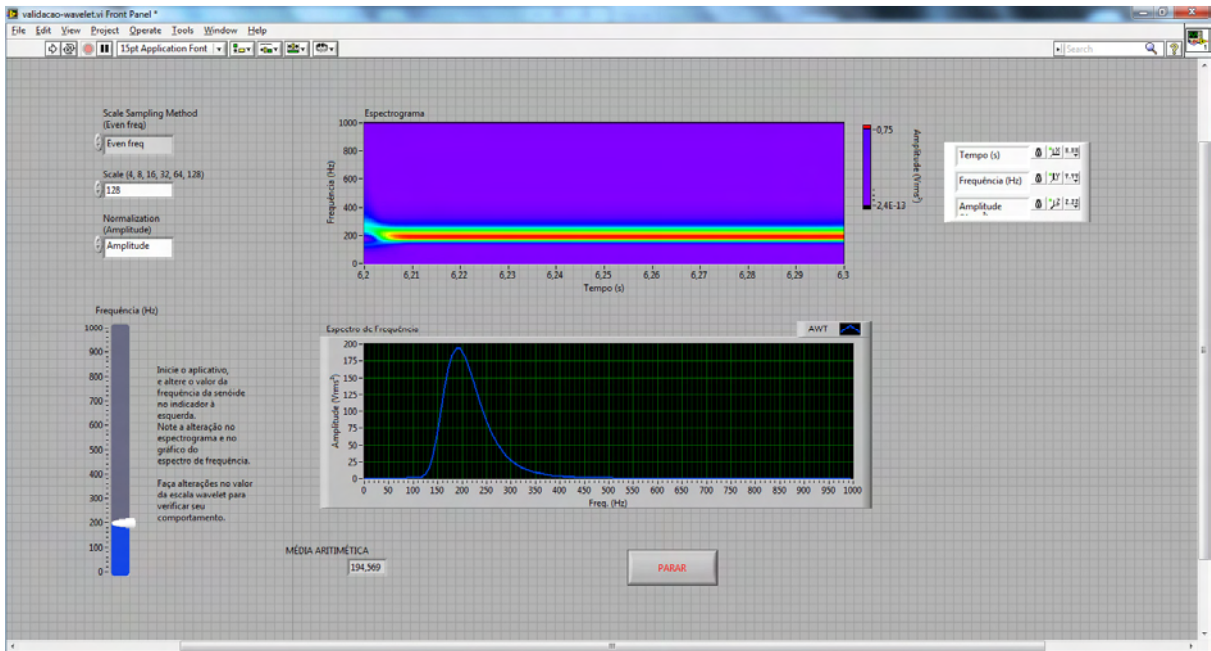 validacao-wavelet.vi Front Panel *
File Edit View Project Operate Tools Window Help
15pt Application Font
Search
Scale Sampling Method
(Even freq)
Even freq
Scale (4, 8, 16, 32, 64, 128)
128
Normalization
(Amplitude)
Amplitude
Espectrograma
Frequência (Hz)
1000
800
600
400
200
0
6,2 6,21 6,22 6,23 6,24 6,25 6,26 6,27 6,28 6,29 6,3
Tempo (s)
0,75
-2,4E-13
Amplitude (Vrms²)
Tempo (s)
Frequência (Hz)
Amplitude
Frequência (Hz)
1000
900
800
700
600
500
400
300
200
100
0
Inicie o aplicativo,
e altere o valor da
frequência da senóide
no indicador à
esquerda.
Note a alteração no
espectrograma e no
gráfico do
espectro de frequência.
Faça alterações no valor
da escala wavelet para
verificar seu
comportamento.
Espectro de Frequência
AWT
Amplitude (Vrms²)
200
175
150
125
100
75
50
25
0
0 50 100 150 200 250 300 350 400 450 500 550 600 650 700 750 800 850 900 950 1000
Freq. (Hz)
MÉDIA ARITIMÉTICA
194,569
PARAR